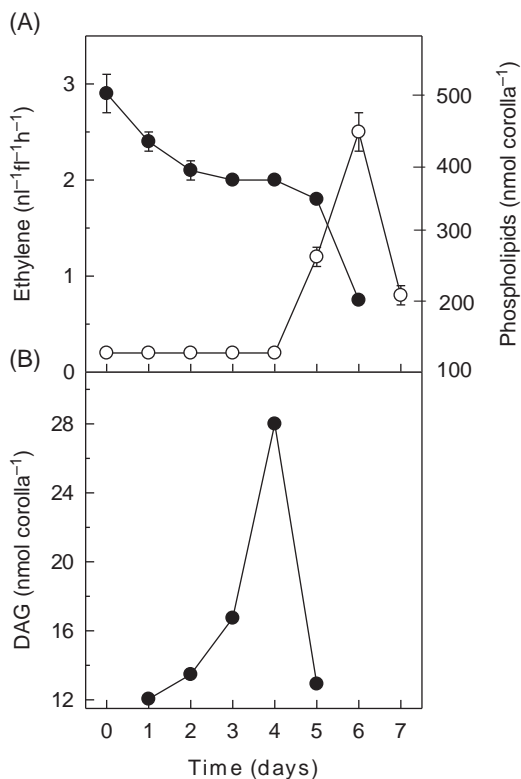 (A)
Ethylene (nl⁻¹fl⁻¹h⁻¹)
3
2
1
0
500
400
300
200
100
Phospholipids (nmol corolla⁻¹)
(B)
DAG (nmol corolla⁻¹)
28
24
20
16
12
0 1 2 3 4 5 6 7
Time (days)